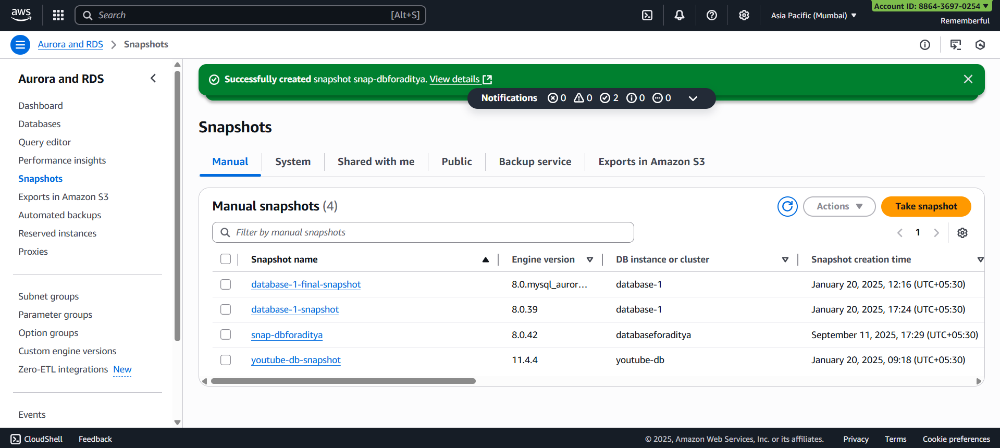 aws
Search [Alt+S]
Asia Pacific (Mumbai)
Account ID: 8864-3697-0254
Rememberful
Aurora and RDS Snapshots
Aurora and RDS
Dashboard
Databases
Query editor
Performance insights
Snapshots
Exports in Amazon S3
Automated backups
Reserved instances
Proxies
Subnet groups
Parameter groups
Option groups
Custom engine versions
Zero-ETL integrations New
Events
Successfully created snapshot snap-dbforaditya. View details
Notifications 0 0 2 0 0
Snapshots
Manual System Shared with me Public Backup service Exports in Amazon S3
Manual snapshots (4)
Actions Take snapshot
Filter by manual snapshots
1
Snapshot name Engine version DB instance or cluster Snapshot creation time
database-1-final-snapshot 8.0.mysql_auror… database-1 January 20, 2025, 12:16 (UTC+05:30)
database-1-snapshot 8.0.39 database-1 January 20, 2025, 17:24 (UTC+05:30)
snap-dbforaditya 8.0.42 databaseforaditya September 11, 2025, 17:29 (UTC+05:30)
youtube-db-snapshot 11.4.4 youtube-db January 20, 2025, 09:18 (UTC+05:30)
CloudShell Feedback © 2025, Amazon Web Services, Inc. or its affiliates. Privacy Terms Cookie preferences